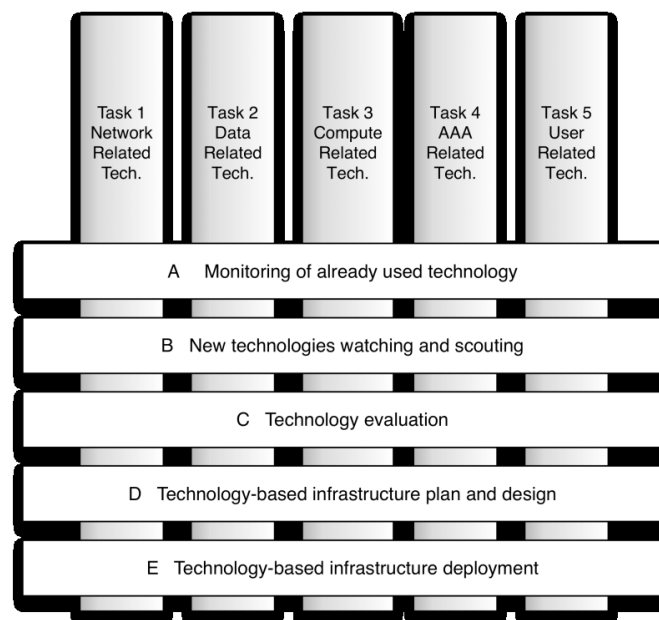 Task 1
Network
Related
Tech.
Task 2
Data
Related
Tech.
Task 3
Compute
Related
Tech.
Task 4
AAA
Related
Tech.
Task 5
User
Related
Tech.
A Monitoring of already used technology
B New technologies watching and scouting
C Technology evaluation
D Technology-based infrastructure plan and design
E Technology-based infrastructure deployment